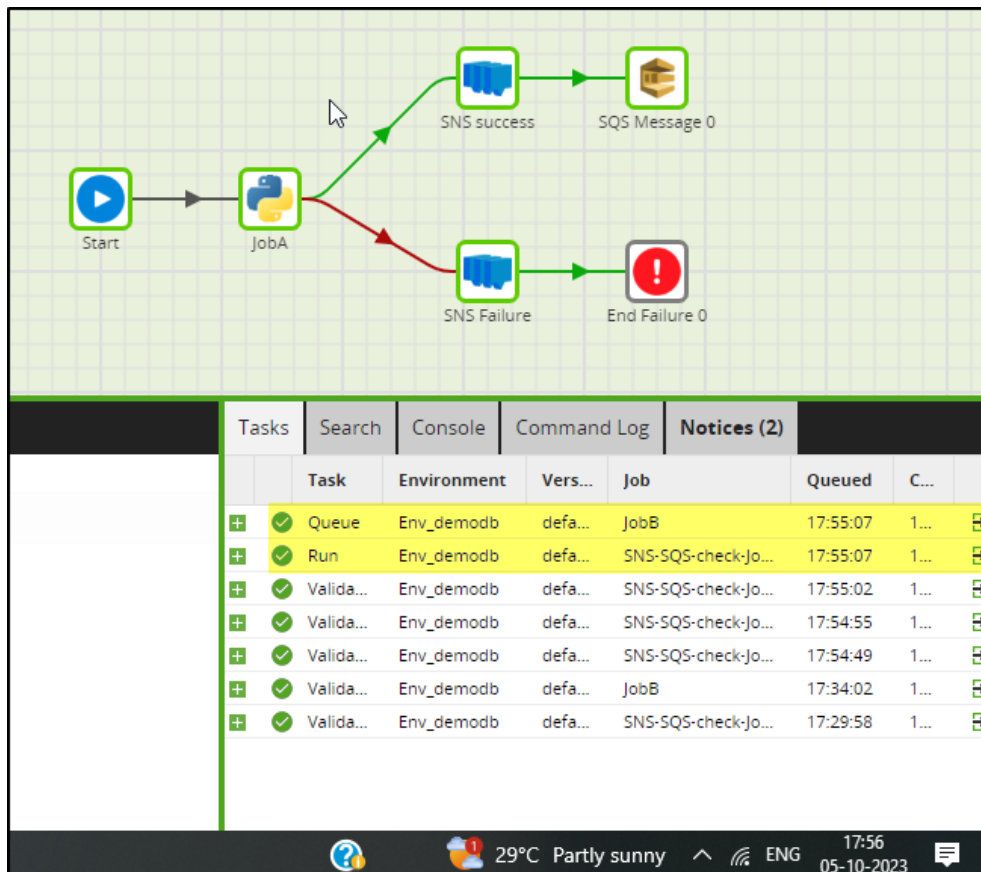 SNS success SQS Message 0
Start JobA
SNS Failure End Failure 0
Tasks Search Console Command Log Notices (2)
Task Environment Vers... Job Queued C...
Queue Env_demodb defa... JobB 17:55:07 1...
Run Env_demodb defa... SNS-SQS-check-Jo... 17:55:07 1...
Valida... Env_demodb defa... SNS-SQS-check-Jo... 17:55:02 1...
Valida... Env_demodb defa... SNS-SQS-check-Jo... 17:54:55 1...
Valida... Env_demodb defa... SNS-SQS-check-Jo... 17:54:49 1...
Valida... Env_demodb defa... JobB 17:34:02 1...
Valida... Env_demodb defa... SNS-SQS-check-Jo... 17:29:58 1...
1 29°C Partly sunny ENG 17:56
05-10-2023